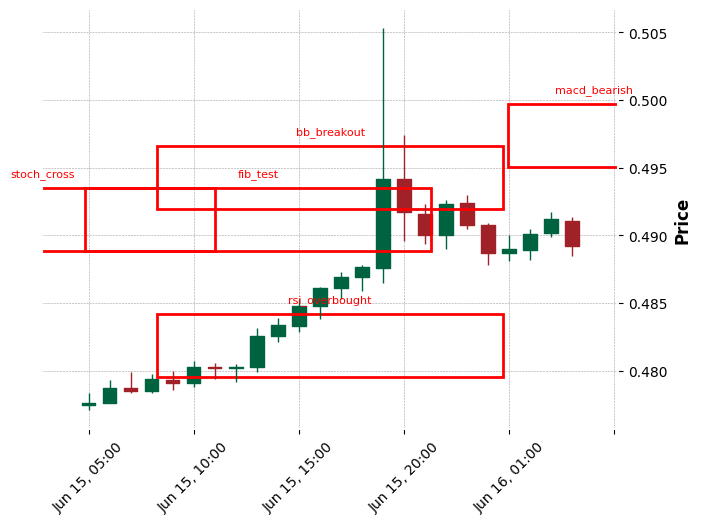 0.505
macd_bearish
0.500
bb_breakout
0.495
stoch_cross
fib_test
0.490
Price
rsi_overbought
0.485
0.480
Jun 15, 05:00
Jun 15, 10:00
Jun 15, 15:00
Jun 15, 20:00
Jun 16, 01:00